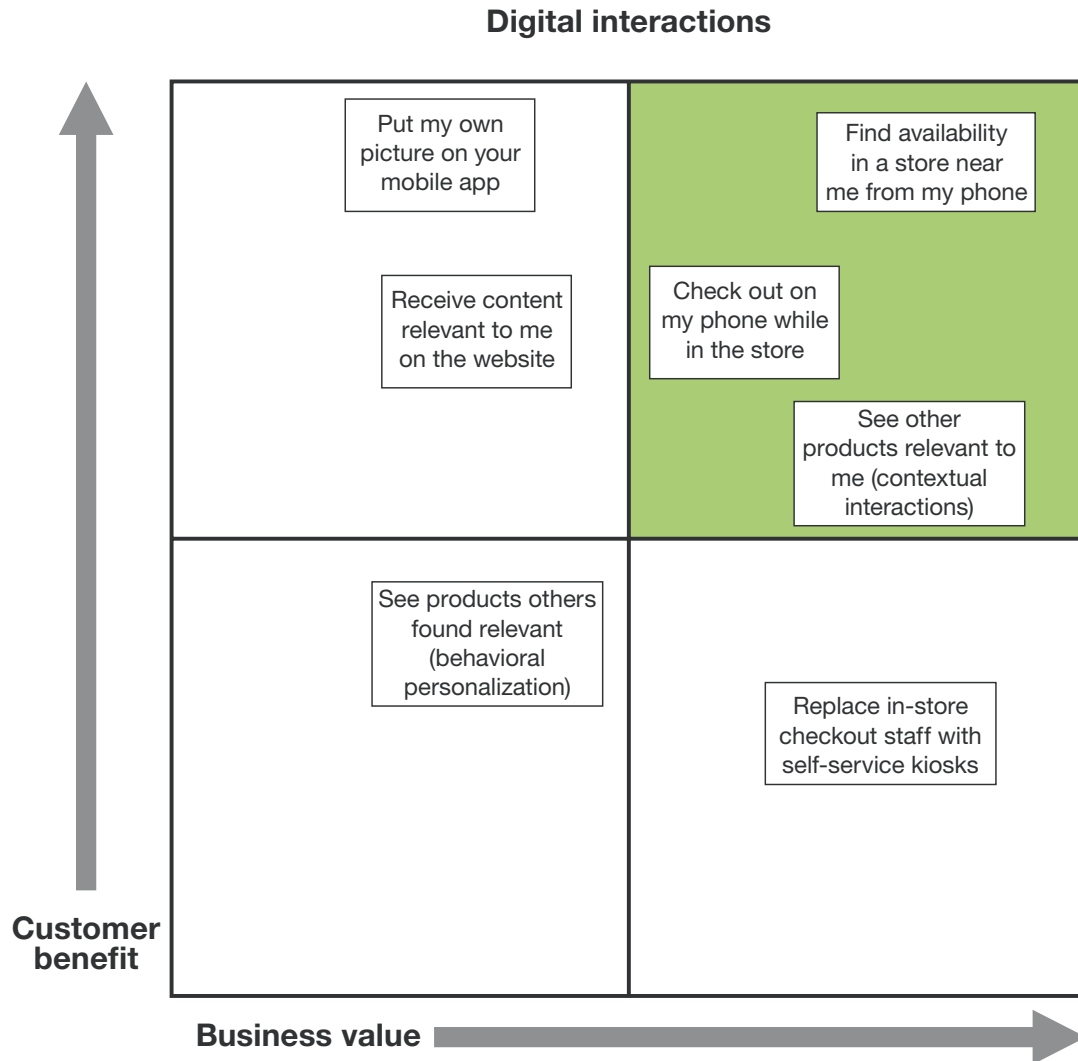 Digital interactions
Put my own
picture on your
mobile app
Find availability
in a store near
me from my phone
Receive content
relevant to me
on the website
Check out on
my phone while
in the store
See other
products relevant to
me (contextual
interactions)
See products others
found relevant
(behavioral
personalization)
Replace in-store
checkout staff with
self-service kiosks
Customer
benefit
Business value